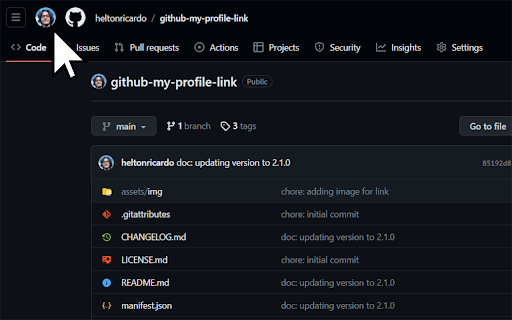 heltonricardo / github-my-profile-link
Code Issues Pull requests Actions Projects Security Insights Settings
github-my-profile-link Public
main 1 branch 3 tags Go to file
heltonricardo doc: updating version to 2.1.0 85192d8
assets/img chore: adding image for link
.gitattributes chore: initial commit
CHANGELOG.md doc: updating version to 2.1.0
LICENSE.md chore: initial commit
README.md doc: updating version to 2.1.0
manifest.json doc: updating version to 2.1.0